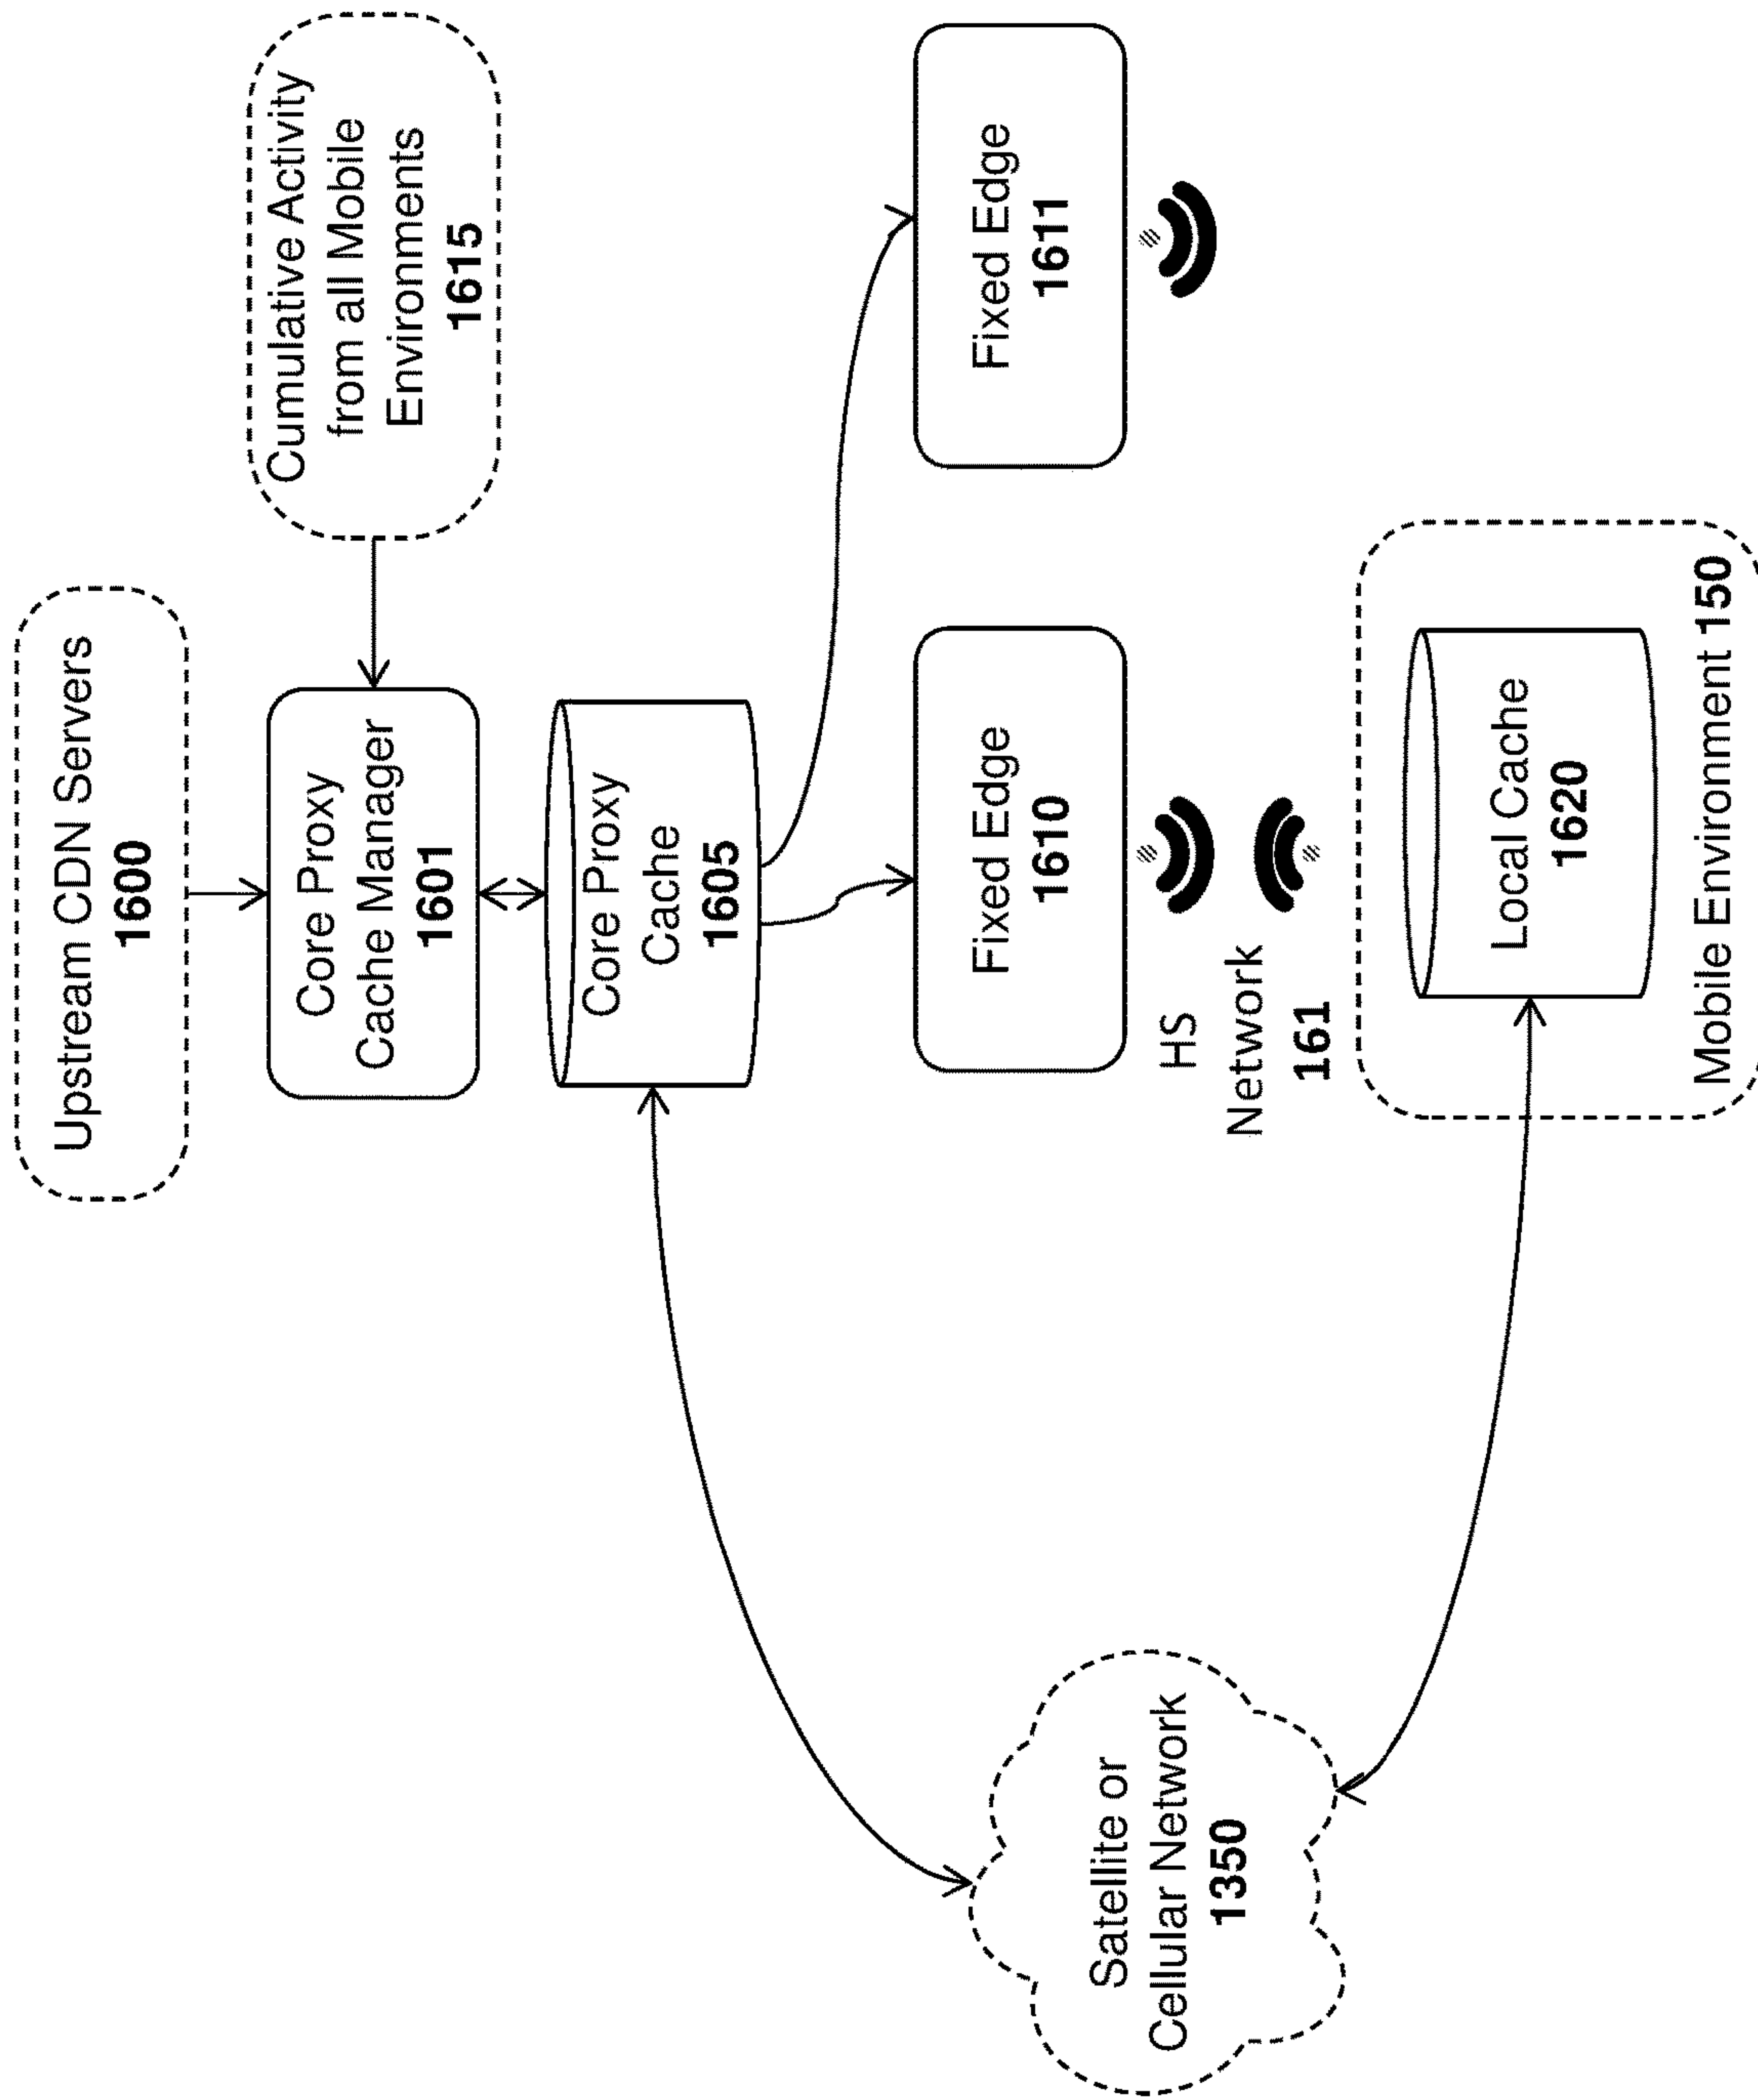 Upstream CDN Servers
1600
Cumulative Activity
from all Mobile
Environments
1615
Core Proxy
Cache Manager
1601
Core Proxy
Cache
1605
Fixed Edge
1610
Fixed Edge
1611
HS
Network
161
Satellite or
Cellular Network
1350
Local Cache
1620
Mobile Environment 150